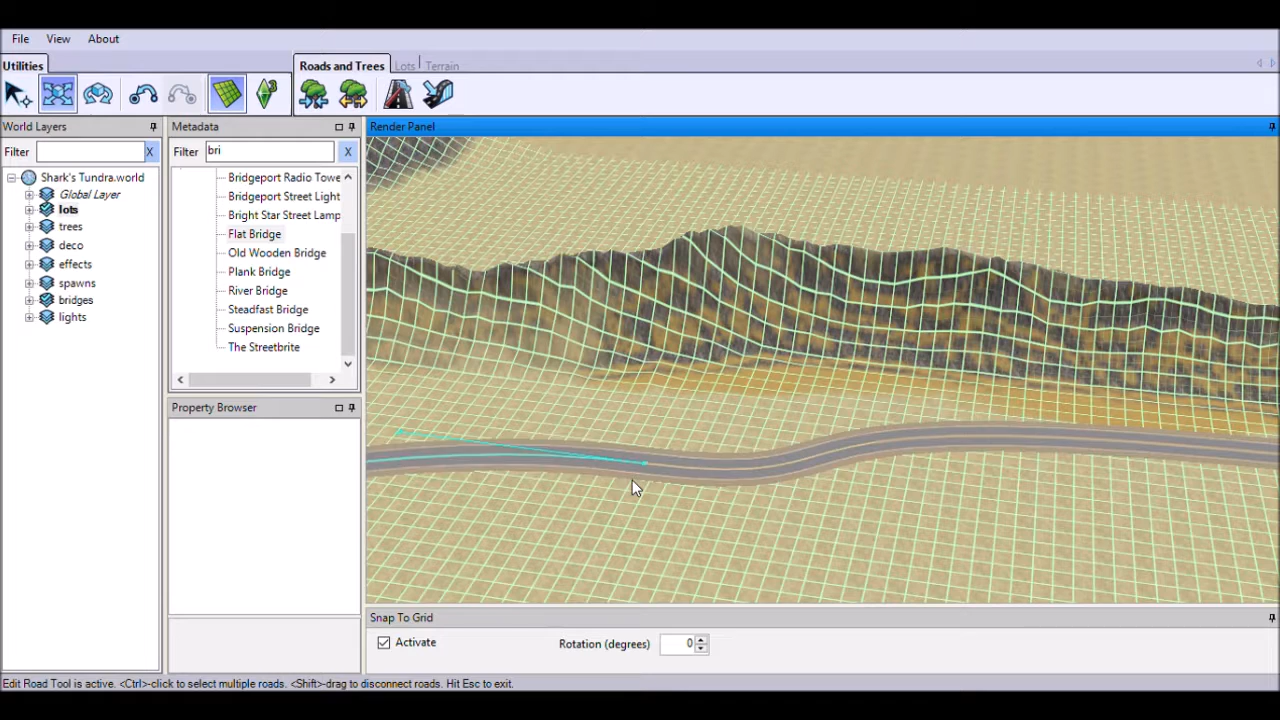 File View About
Utilities
Roads and Trees Lots Terrain
World Layers
Filter X
Shark's Tundra.world
Global Layer
lots
trees
deco
effects
spawns
bridges
lights
Metadata
Filter bri X
Bridgeport Radio Towe
Bridgeport Street Light
Bright Star Street Lamp
Flat Bridge
Old Wooden Bridge
Plank Bridge
River Bridge
Steadfast Bridge
Suspension Bridge
The Streetbrite
Property Browser
Render Panel
Snap To Grid
Activate Rotation (degrees) 0
Edit Road Tool is active. <Ctrl>-click to select multiple roads. <Shift>-drag to disconnect roads. Hit Esc to exit.